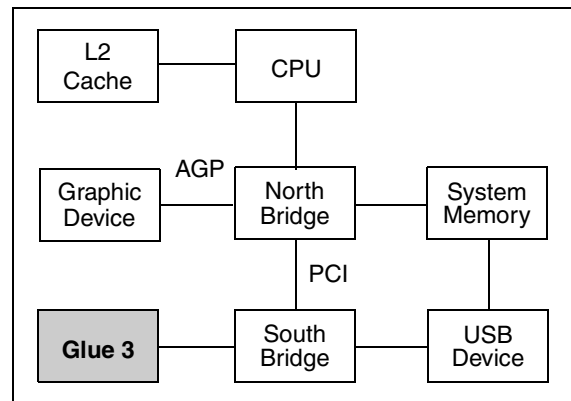 L2
Cache
CPU
AGP
Graphic
Device
North
Bridge
System
Memory
PCI
Glue 3
South
Bridge
USB
Device